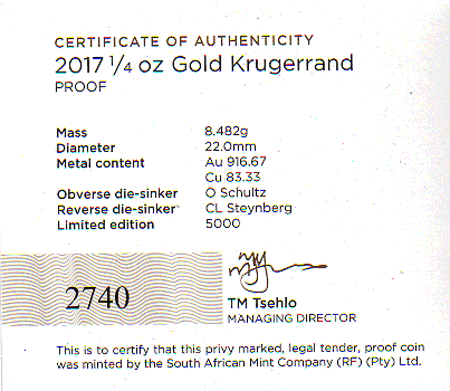 CERTIFICATE OF AUTHENTICITY
2017 1/4 oz Gold Krugerrand
PROOF
Mass 8.482g
Diameter 22.0mm
Metal content Au 916.67
Cu 83.33
Obverse die-sinker O Schultz
Reverse die-sinker CL Steynberg
Limited edition 5000
2740
TM Tsehlo
MANAGING DIRECTOR
This is to certify that this privy marked, legal tender, proof coin
was minted by the South African Mint Company (RF) (Pty) Ltd.